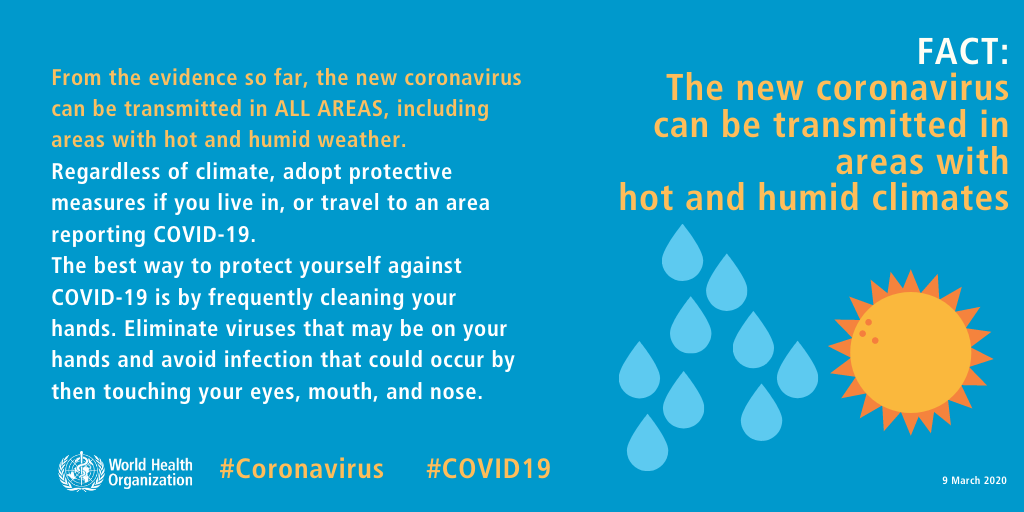 From the evidence so far, the new coronavirus
can be transmitted in ALL AREAS, including
areas with hot and humid weather.
Regardless of climate, adopt protective
measures if you live in, or travel to an area
reporting COVID-19.
The best way to protect yourself against
COVID-19 is by frequently cleaning your
hands. Eliminate viruses that may be on your
hands and avoid infection that could occur by
then touching your eyes, mouth, and nose.
FACT:
The new coronavirus
can be transmitted in
areas with
hot and humid climates
World Health
Organization
#Coronavirus
#COVID19
9 March 2020